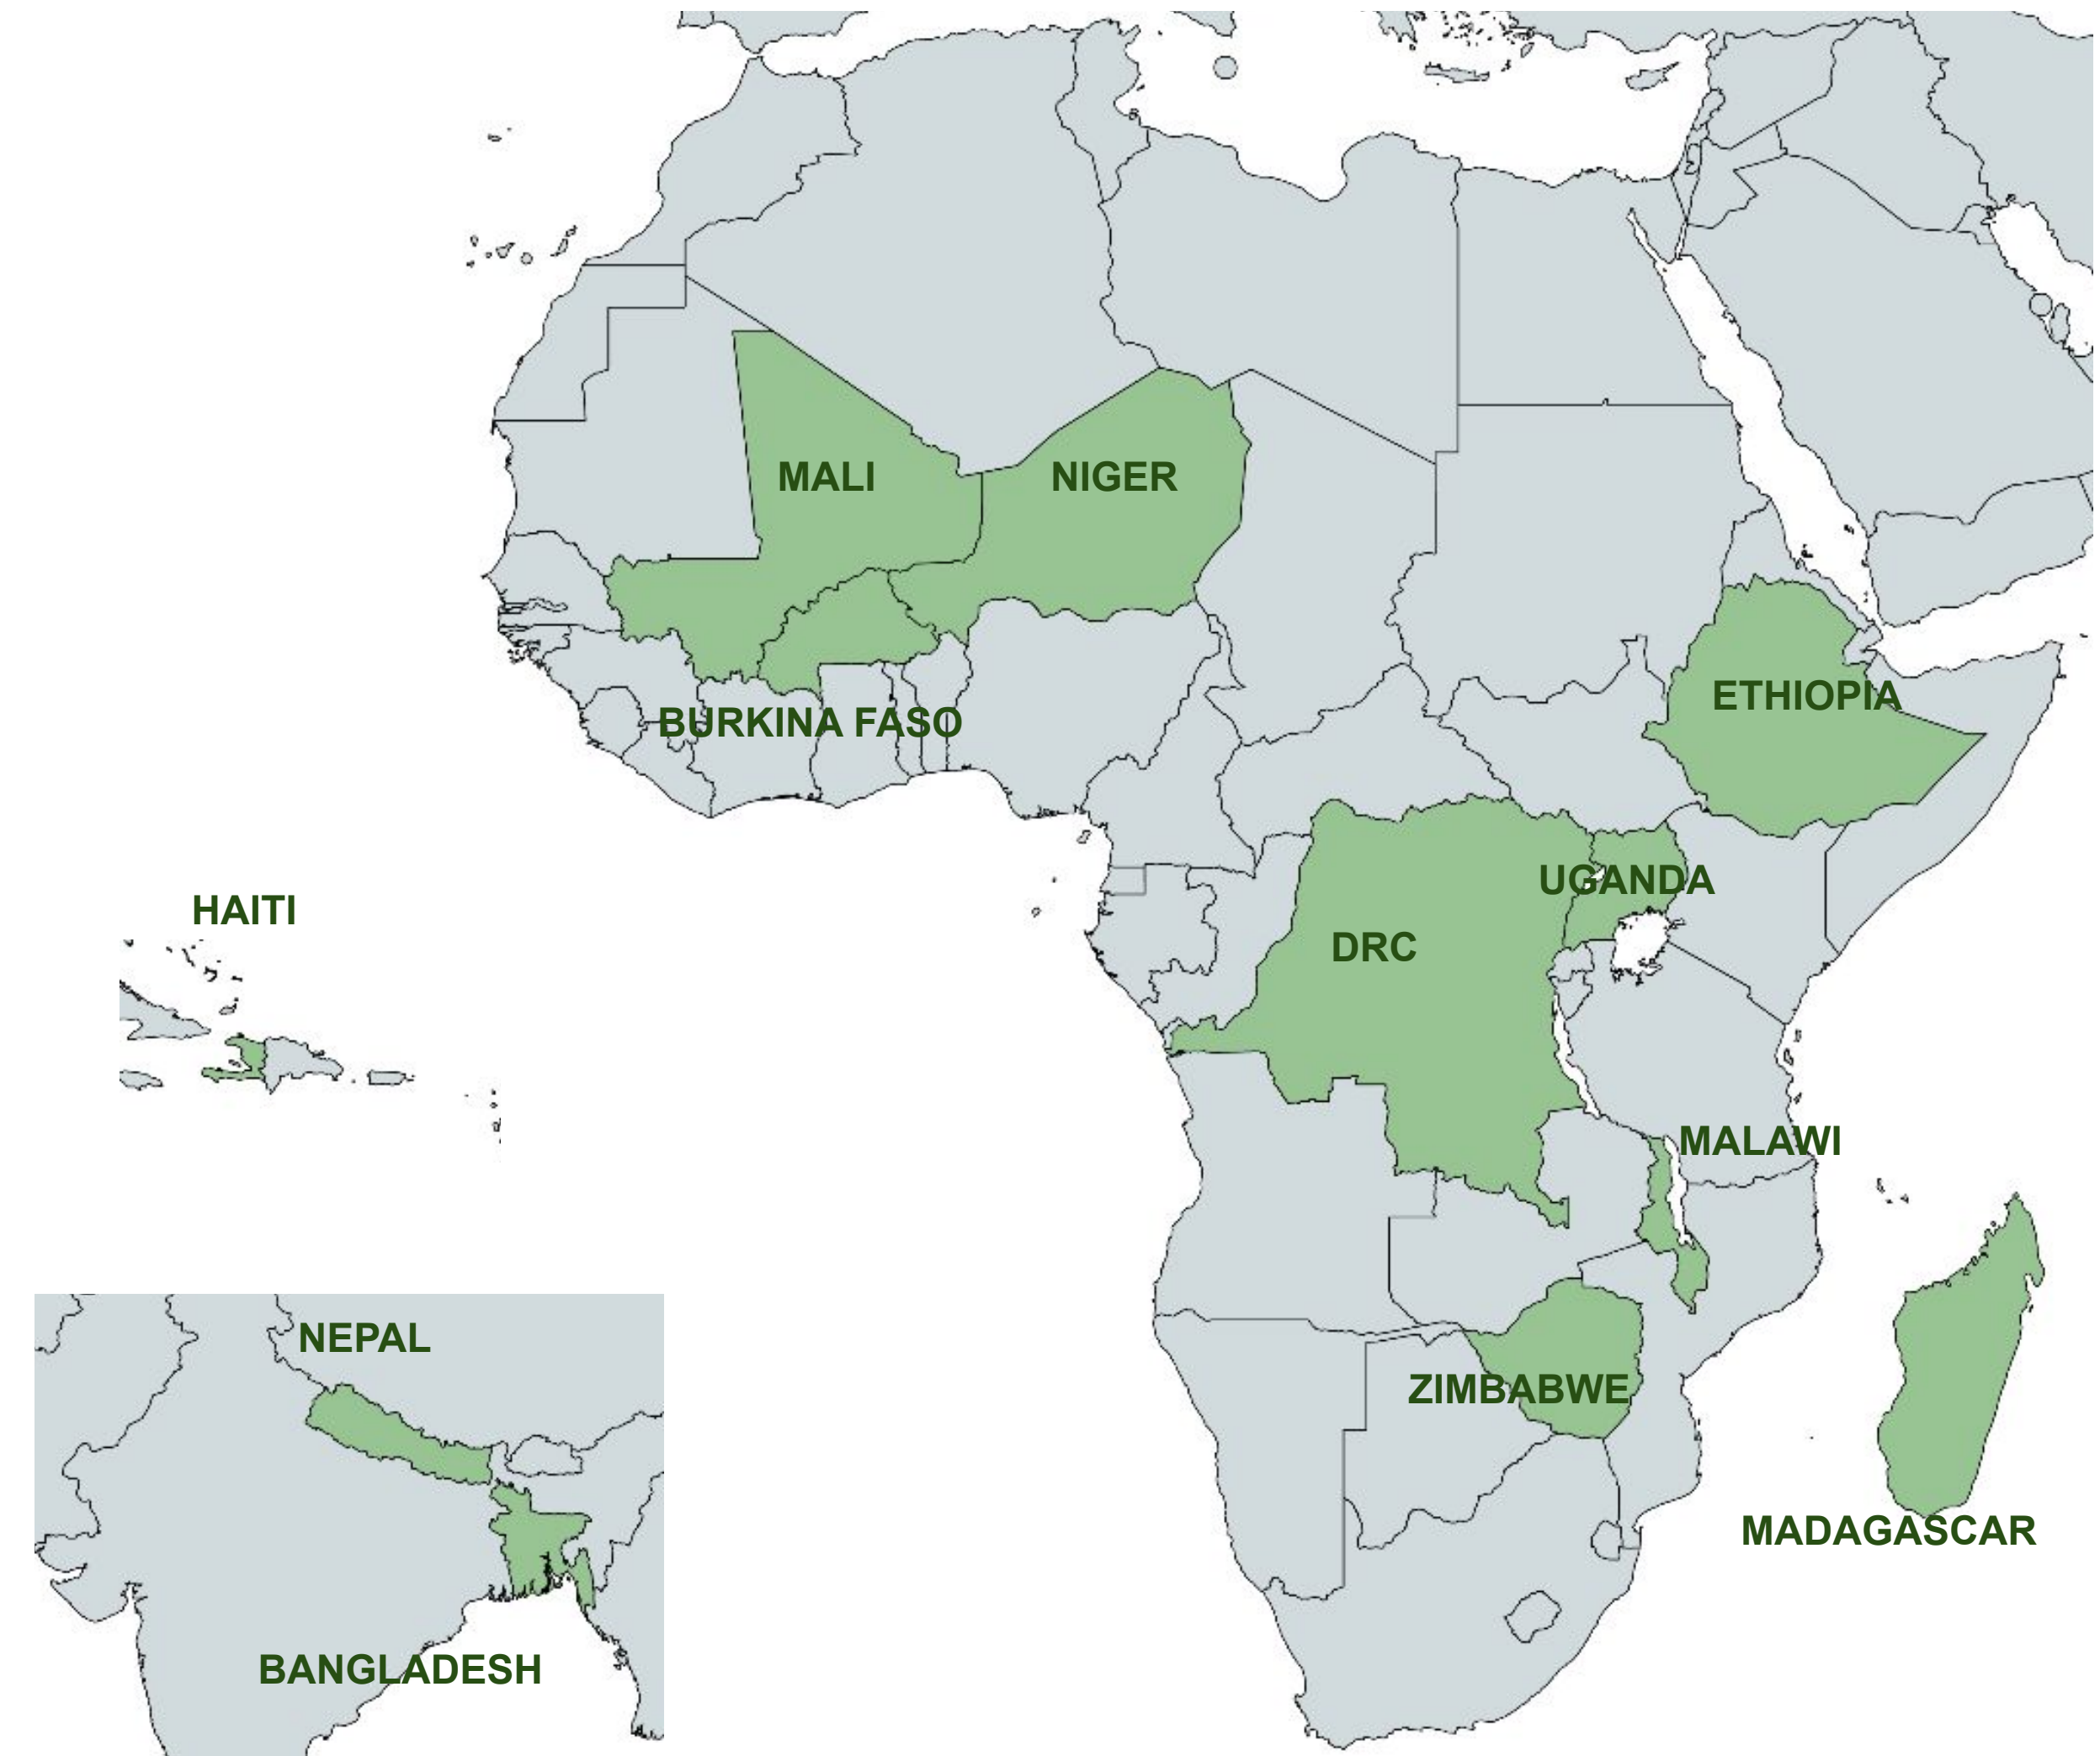 MALI
NIGER
ETHIOPIA
BURKINA FASO
UGANDA
HAITI
DRC
MALAWI
NEPAL
ZIMBABWE
MADAGASCAR
BANGLADESH